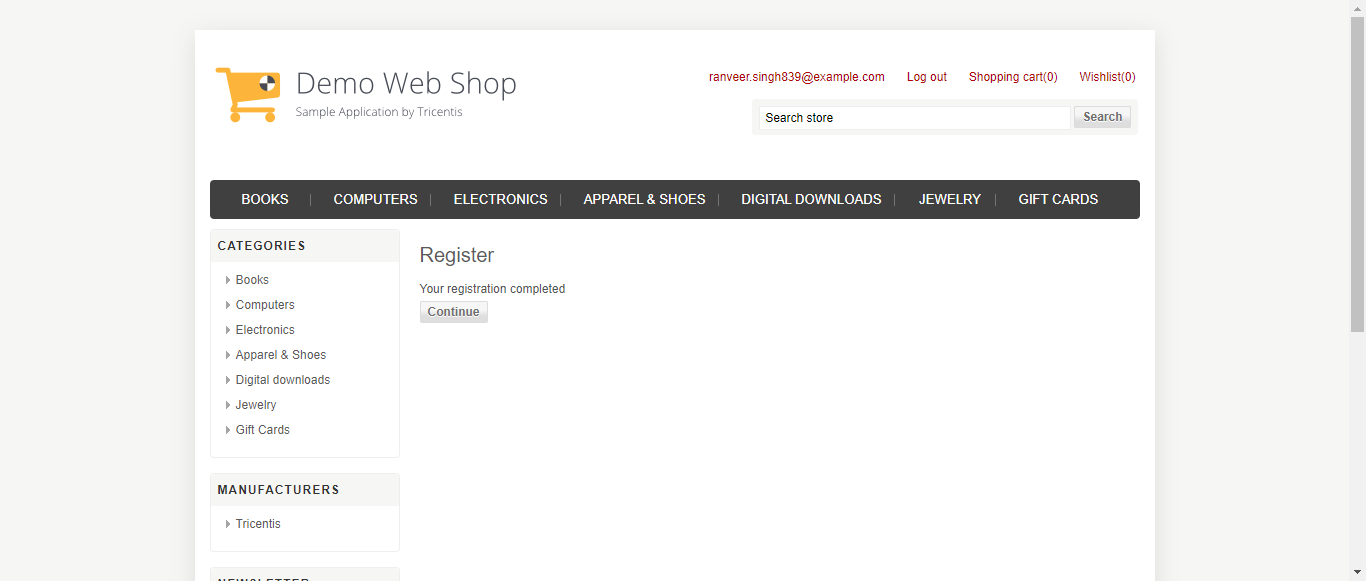 Demo Web Shop
Sample Application by Tricentis
ranveer.singh839@example.com Log out Shopping cart(0) Wishlist(0)
Search store Search
BOOKS COMPUTERS ELECTRONICS APPAREL & SHOES DIGITAL DOWNLOADS JEWELRY GIFT CARDS
CATEGORIES
Books
Computers
Electronics
Apparel & Shoes
Digital downloads
Jewelry
Gift Cards
MANUFACTURERS
Tricentis
NEWSLETTER
Register
Your registration completed
Continue